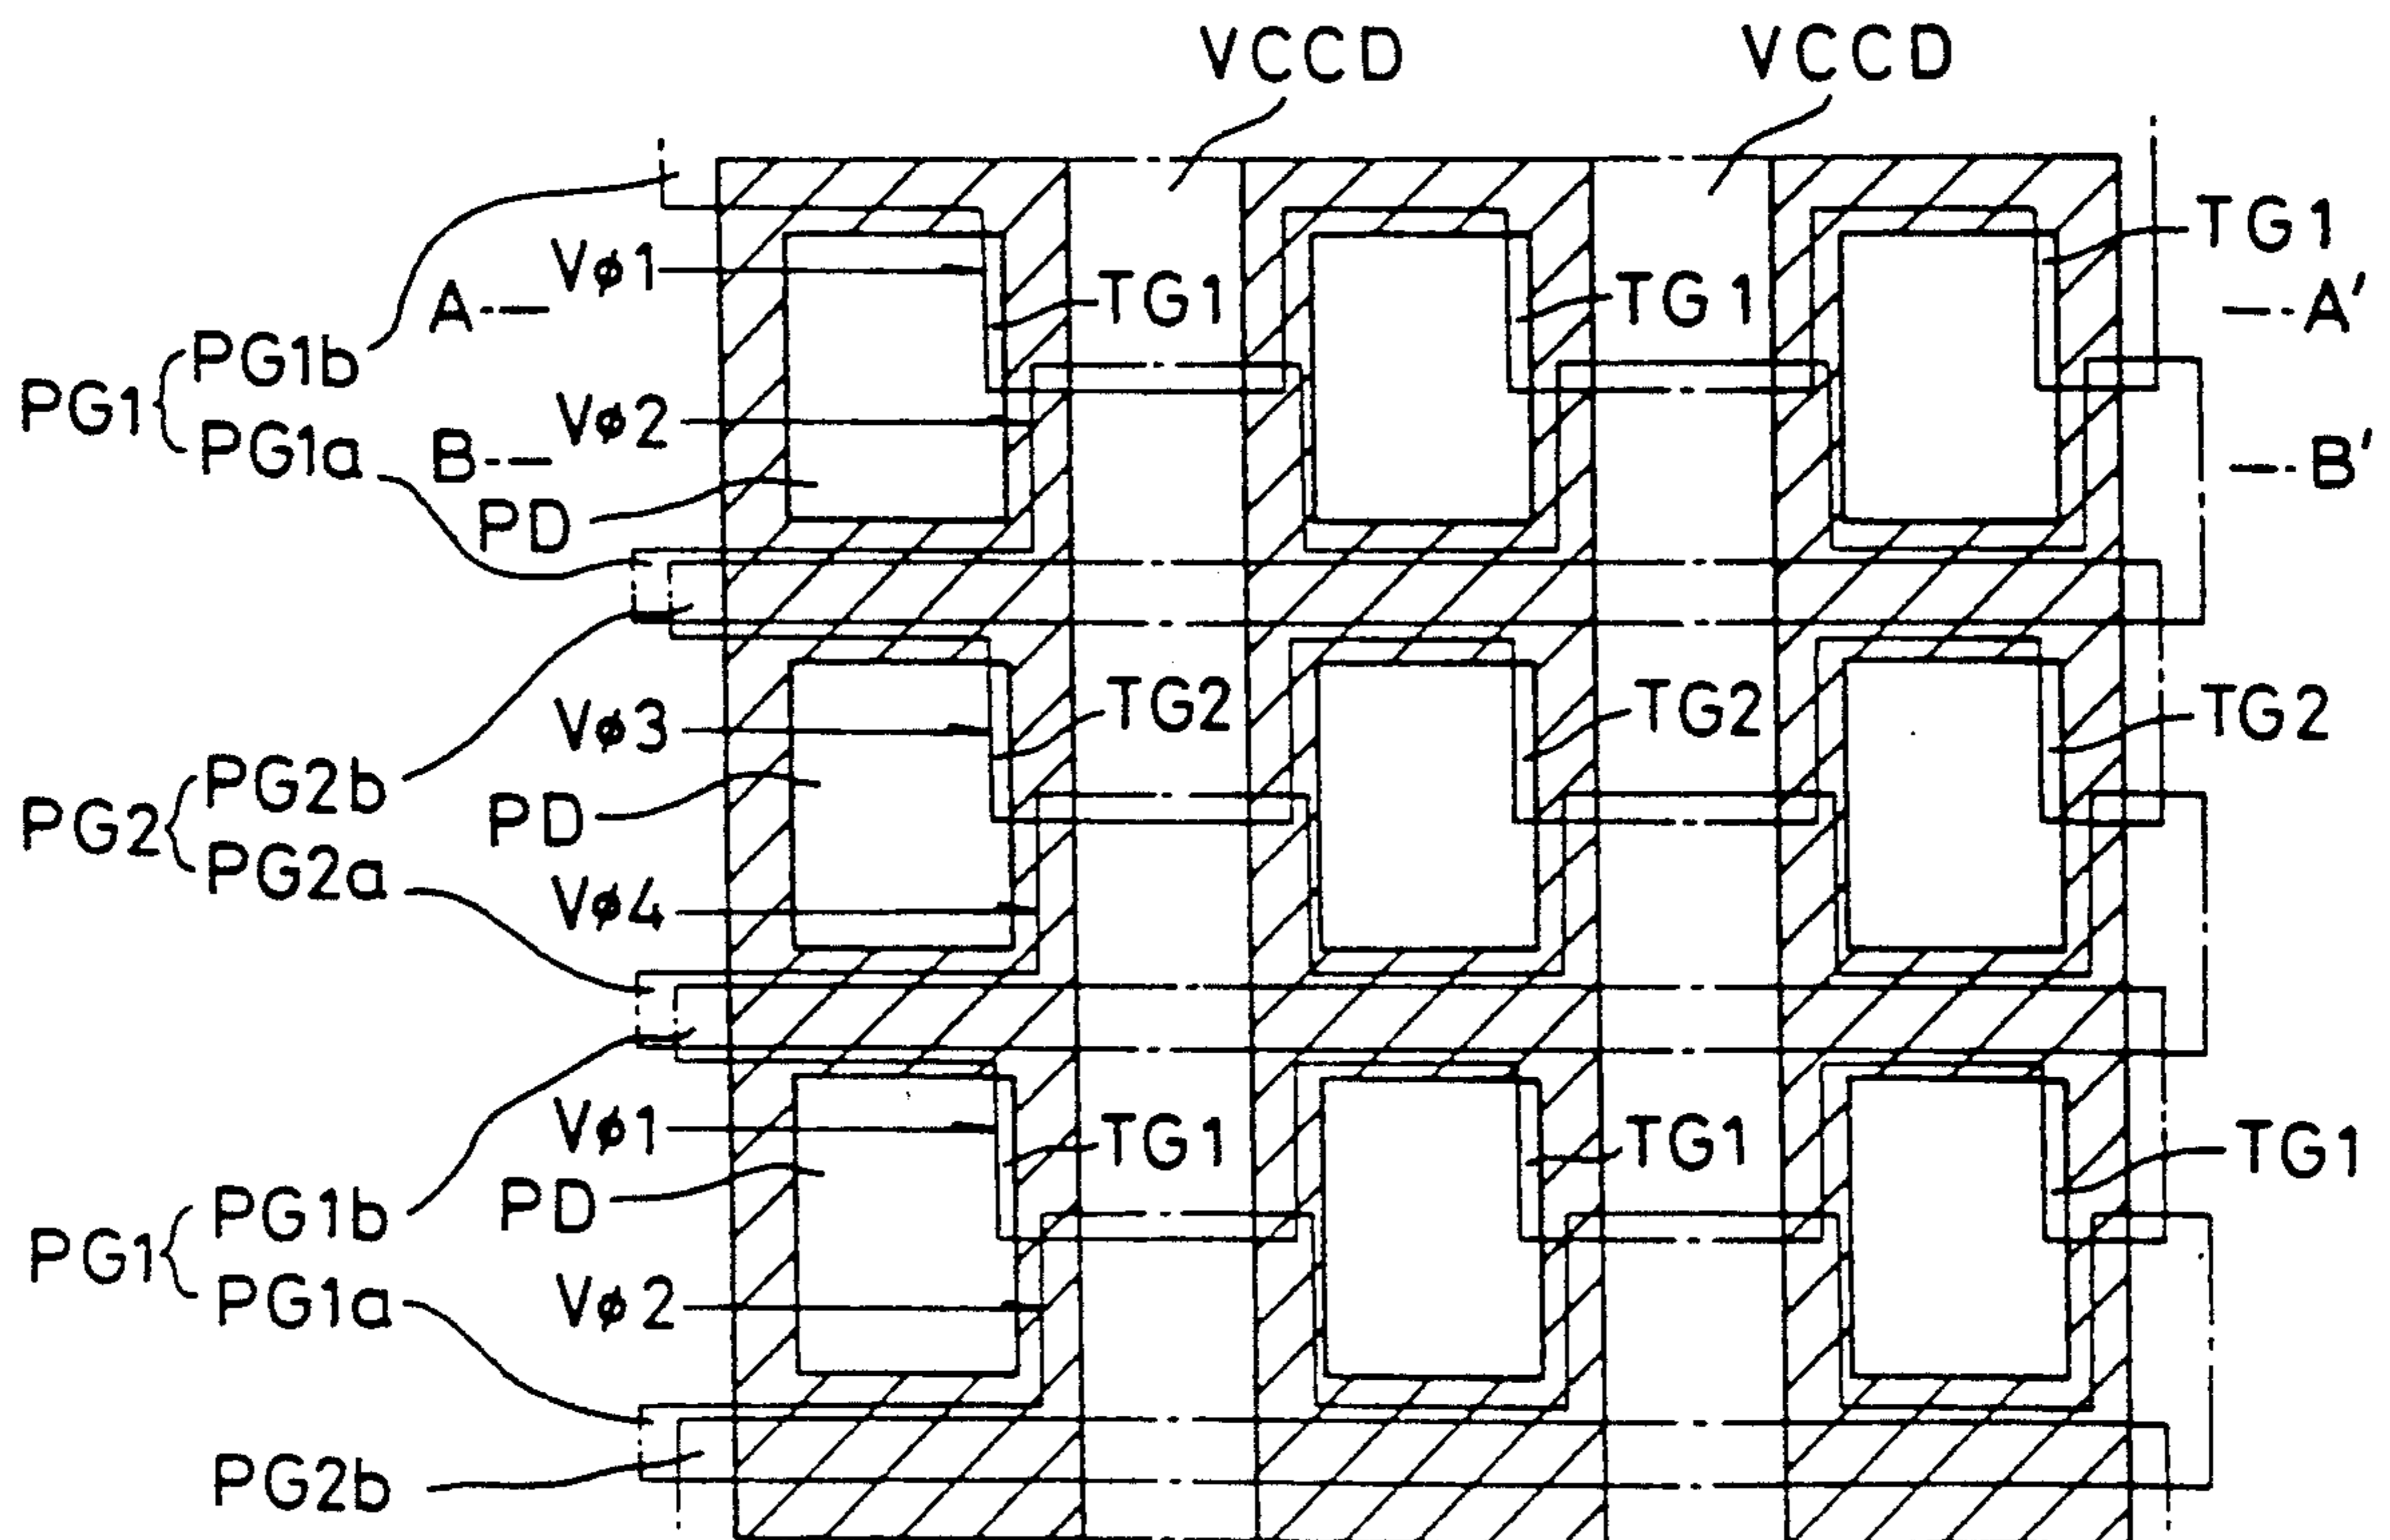 VCCD VCCD
TG1
Vφ1
A TG1 TG1 A'
PG1b
PG1
PG1a
Vφ2
B B'
PD
TG2 TG2 TG2
Vφ3
PG2b
PD
PG2
PG2a
Vφ4
Vφ1 TG1 TG1 TG1
PD
PG1b
PG1
PG1a
Vφ2
PG2b